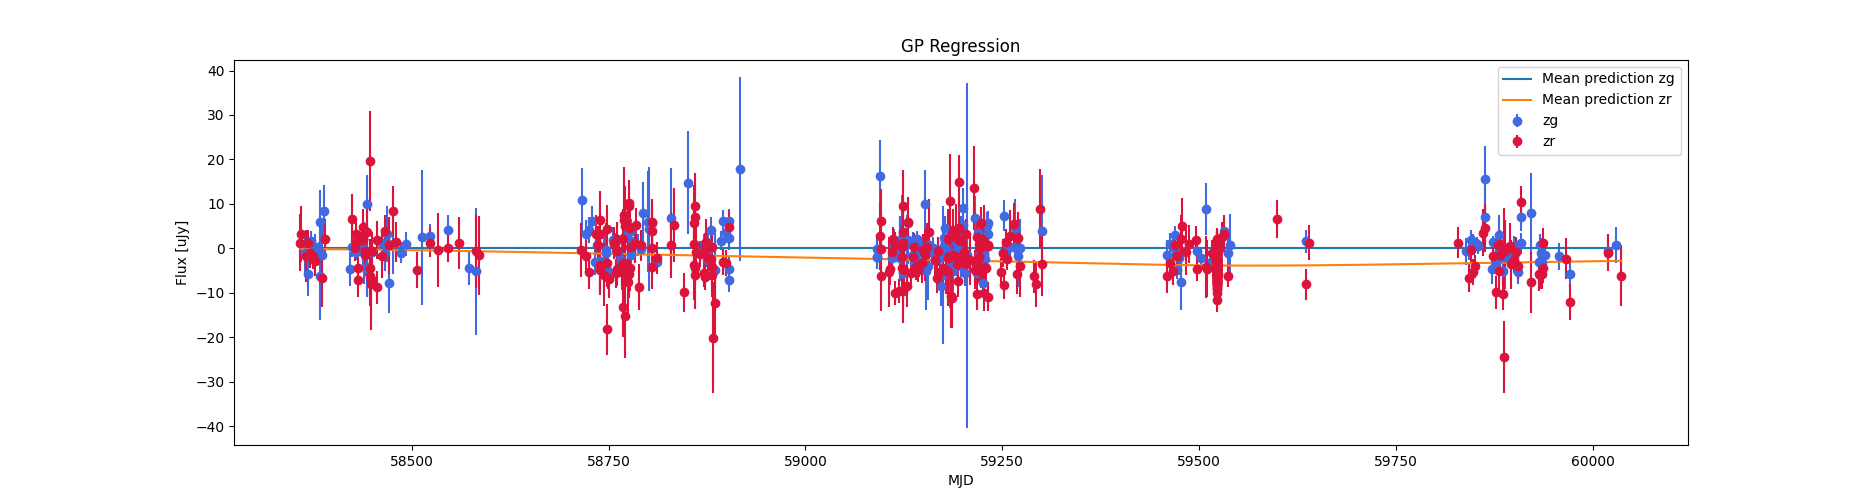 GP Regression
Flux [uJy]
40
30
20
10
0
−10
−20
−30
−40
Mean prediction zg
Mean prediction zr
zg
zr
58500
58750
59000
59250
59500
59750
60000
MJD